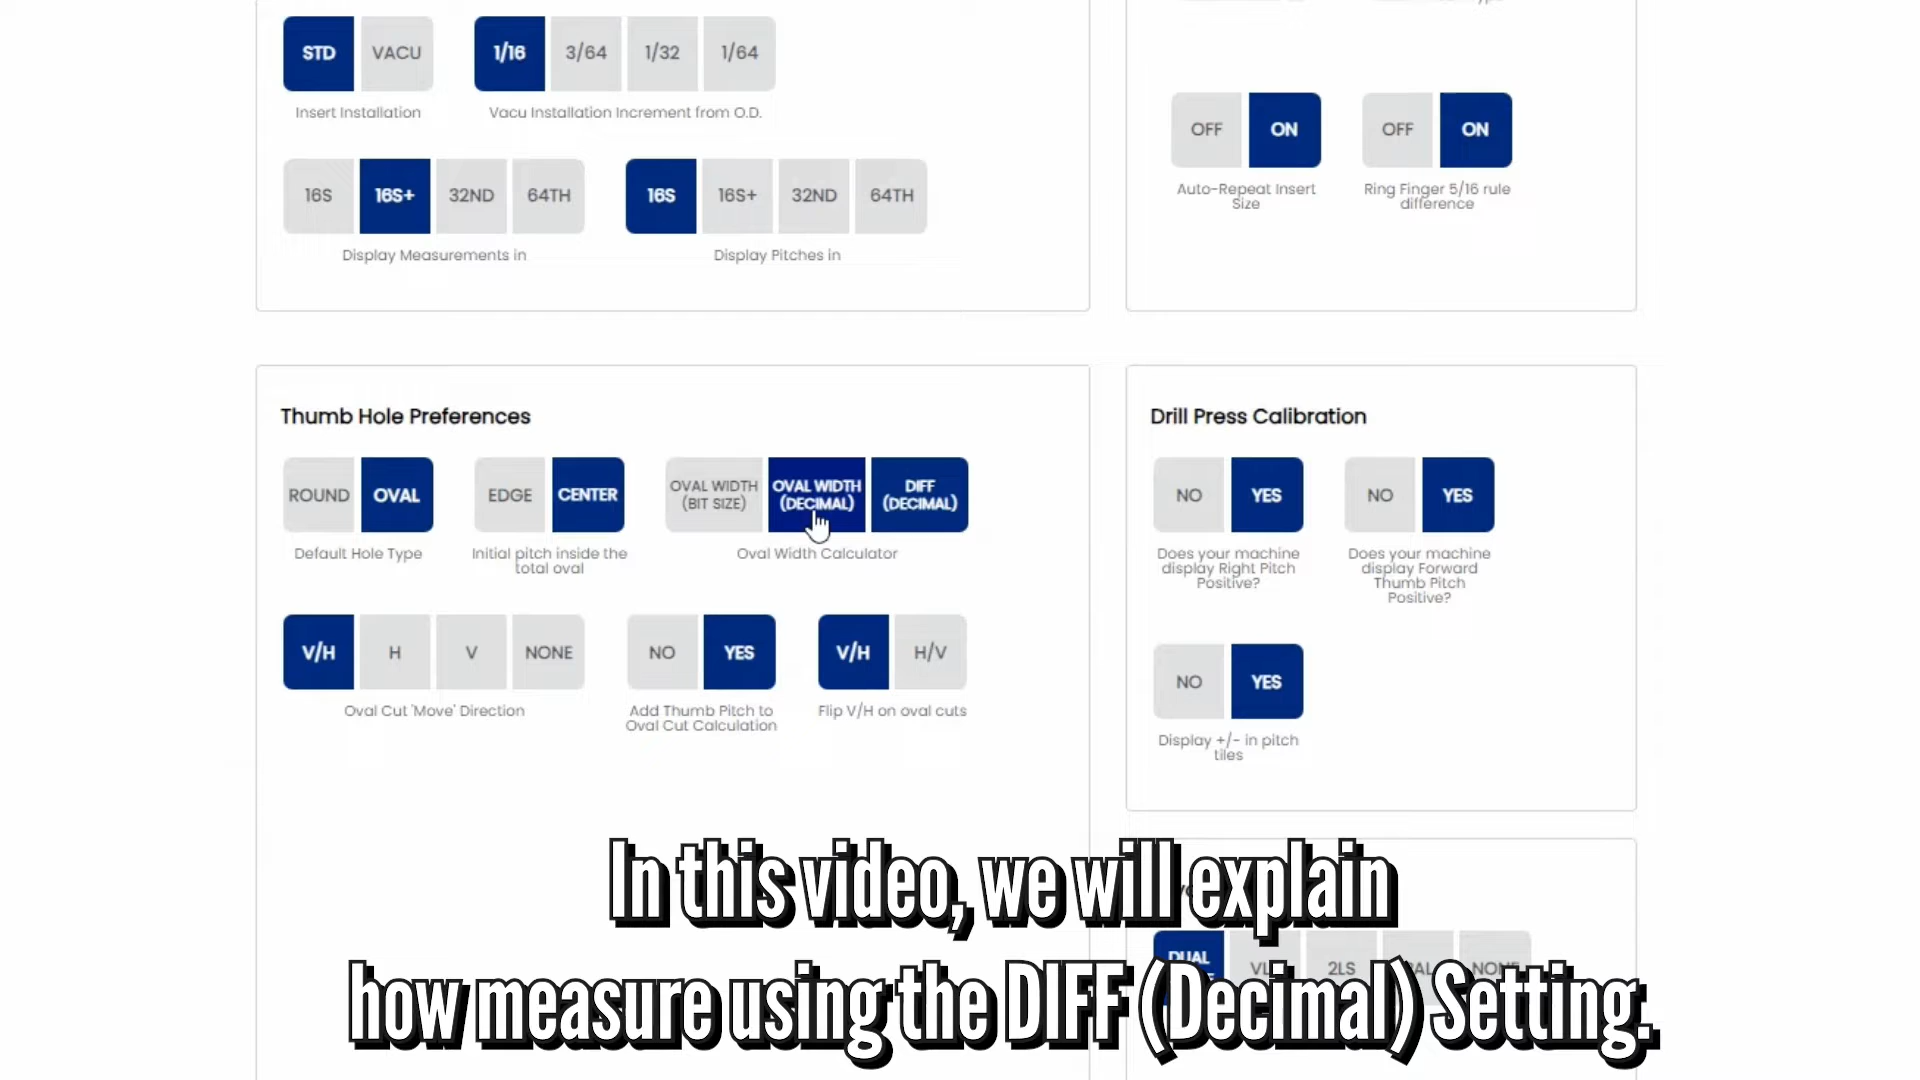 STD VACU 1/16 3/64 1/32 1/64
Insert Installation Vacu Installation Increment from O.D.
16S 16S+ 32ND 64TH 16S 16S+ 32ND 64TH
Display Measurements in Display Pitches in
OFF ON OFF ON
Auto-Repeat Insert Ring Finger 5/16 rule
Size difference
Thumb Hole Preferences
ROUND OVAL EDGE CENTER OVAL WIDTH OVAL WIDTH DIFF
(BIT SIZE) (DECIMAL) (DECIMAL)
Default Hole Type Initial pitch inside the Oval Width Calculator
total oval
V/H H V NONE NO YES V/H H/V
Oval Cut 'Move' Direction Add Thumb Pitch to Flip V/H on oval cuts
Oval Cut Calculation
Drill Press Calibration
NO YES NO YES
Does your machine Does your machine
display Right Pitch display Forward
Positive? Thumb Pitch
Positive?
NO YES
Display +/- in pitch
tiles
DUAL 2LS NONE
In this video, we will explain
how measure using the DIFF (Decimal) Setting.